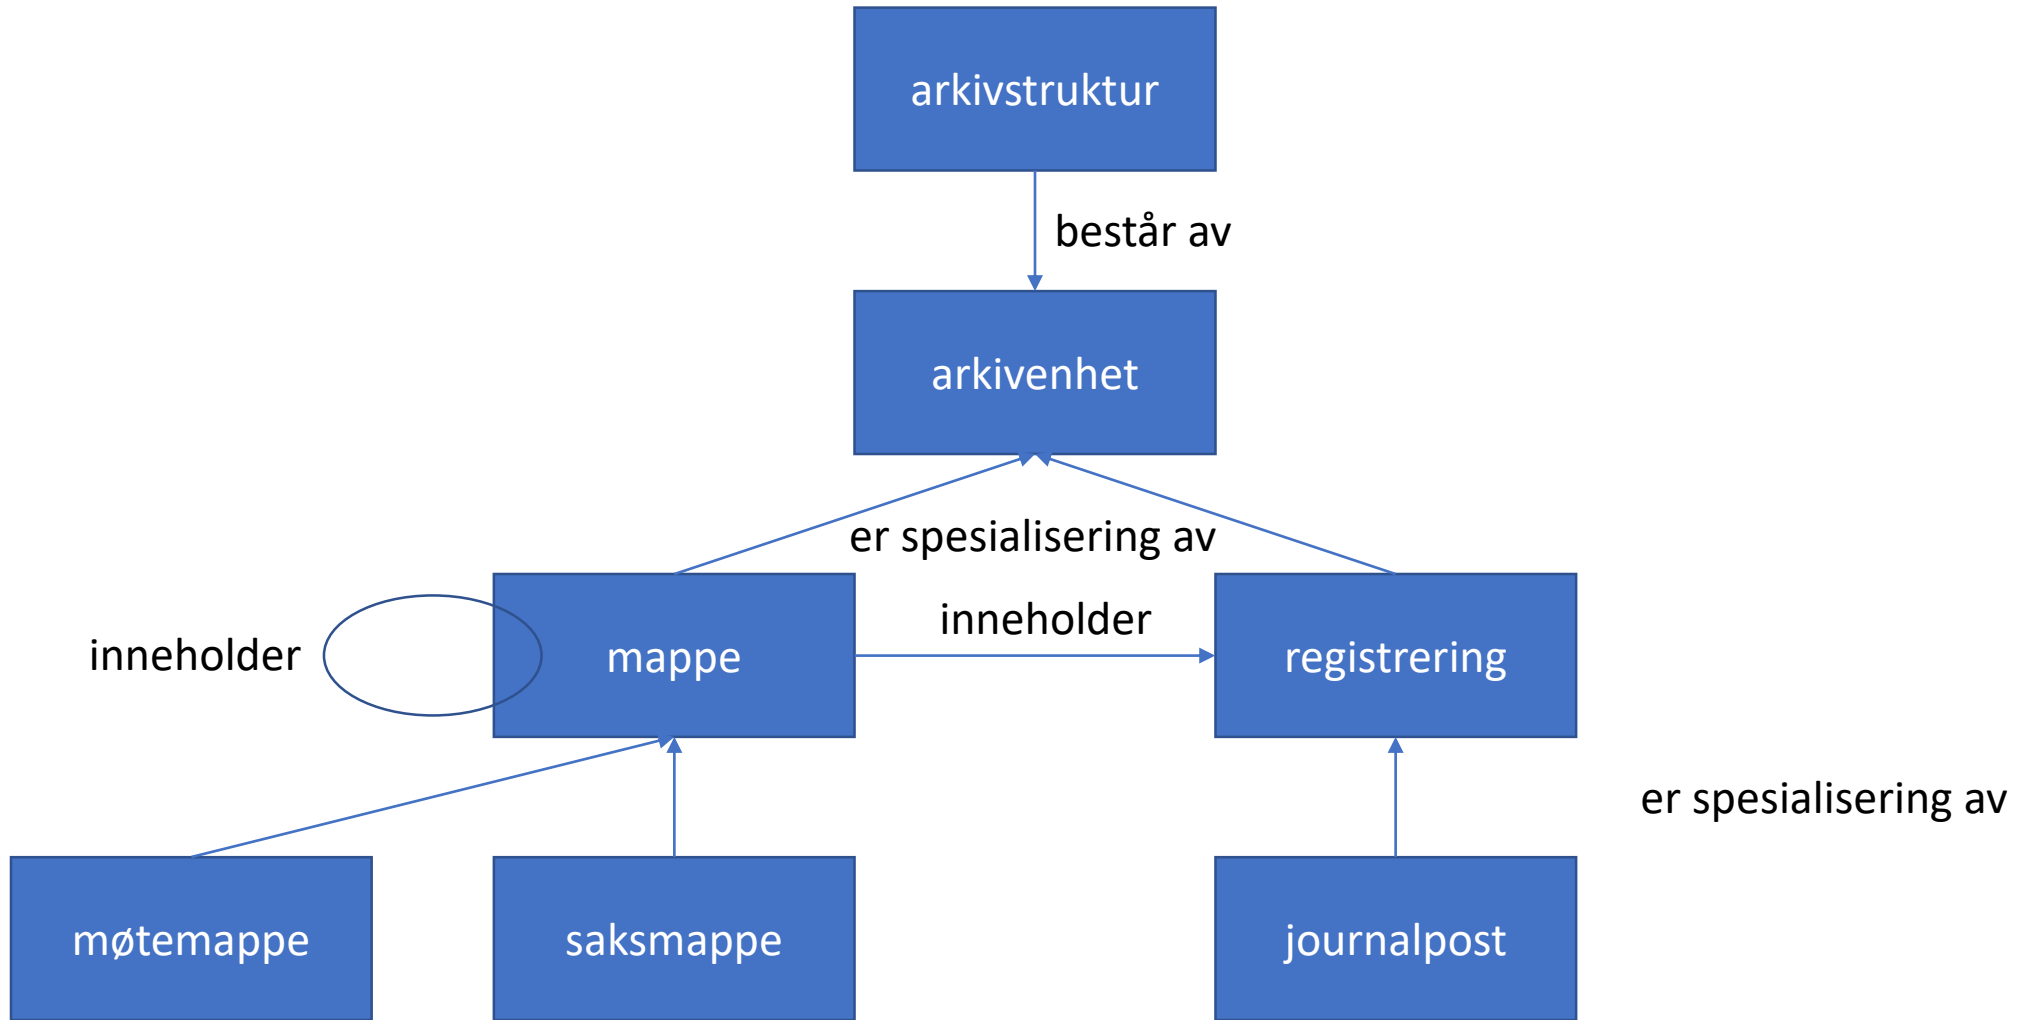 arkivstruktur
består av
arkivenhet
er spesialisering av
inneholder
inneholder
mappe
registrering
er spesialisering av
møtemappe
saksmappe
journalpost